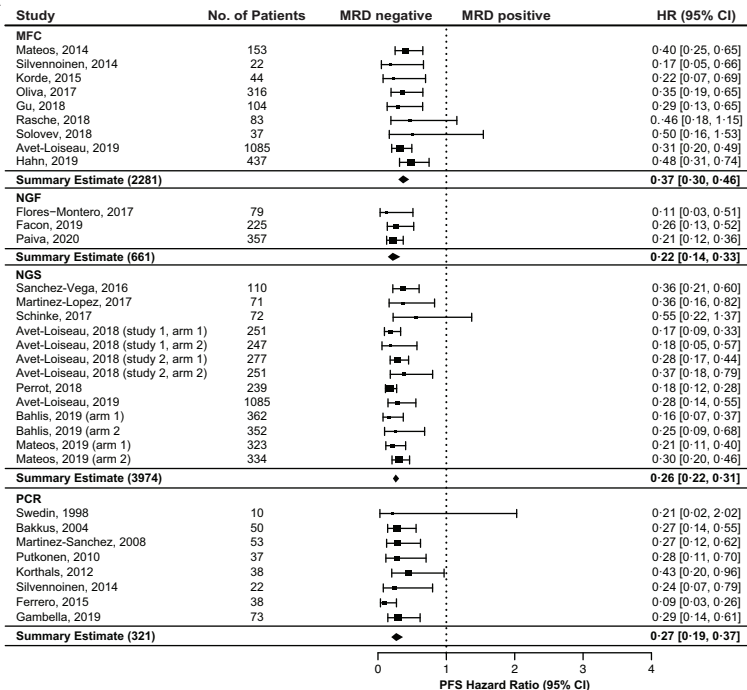 Study No. of Patients MRD negative MRD positive HR (95% CI)
MFC
Mateos, 2014 153 0·40 [0·25, 0·65]
Silvennoinen, 2014 22 0·17 [0·05, 0·66]
Korde, 2015 44 0·22 [0·07, 0·69]
Oliva, 2017 316 0·35 [0·19, 0·65]
Gu, 2018 104 0·29 [0·13, 0·65]
Rasche, 2018 83 0.·46 [0·18, 1·15]
Solovev, 2018 37 0·50 [0·16, 1·53]
Avet-Loiseau, 2019 1085 0·31 [0·20, 0·49]
Hahn, 2019 437 0·48 [0·31, 0·74]
Summary Estimate (2281) 0·37 [0·30, 0·46]
NGF
Flores−Montero, 2017 79 0·11 [0·03, 0·51]
Facon, 2019 225 0·26 [0·13, 0·52]
Paiva, 2020 357 0·21 [0·12, 0·36]
Summary Estimate (661) 0·22 [0·14, 0·33]
NGS
Sanchez-Vega, 2016 110 0·36 [0·21, 0·60]
Martinez-Lopez, 2017 71 0·36 [0·16, 0·82]
Schinke, 2017 72 0·55 [0·22, 1·37]
Avet-Loiseau, 2018 (study 1, arm 1) 251 0·17 [0·09, 0·33]
Avet-Loiseau, 2018 (study 1, arm 2) 247 0·18 [0·05, 0·57]
Avet-Loiseau, 2018 (study 2, arm 1) 277 0·28 [0·17, 0·44]
Avet-Loiseau, 2018 (study 2, arm 2) 251 0·37 [0·18, 0·79]
Perrot, 2018 239 0·18 [0·12, 0·28]
Avet-Loiseau, 2019 1085 0·28 [0·14, 0·55]
Bahlis, 2019 (arm 1) 362 0·16 [0·07, 0·37]
Bahlis, 2019 (arm 2 352 0·25 [0·09, 0·68]
Mateos, 2019 (arm 1) 323 0·21 [0·11, 0·40]
Mateos, 2019 (arm 2) 334 0·30 [0·20, 0·46]
Summary Estimate (3974) 0·26 [0·22, 0·31]
PCR
Swedin, 1998 10 0·21 [0·02, 2·02]
Bakkus, 2004 50 0·27 [0·14, 0·55]
Martinez-Sanchez, 2008 53 0·27 [0·12, 0·62]
Putkonen, 2010 37 0·28 [0·11, 0·70]
Korthals, 2012 38 0·43 [0·20, 0·96]
Silvennoinen, 2014 22 0·24 [0·07, 0·79]
Ferrero, 2015 38 0·09 [0·03, 0·26]
Gambella, 2019 73 0·29 [0·14, 0·61]
Summary Estimate (321) 0·27 [0·19, 0·37]
0 1 2 3 4
PFS Hazard Ratio (95% CI)